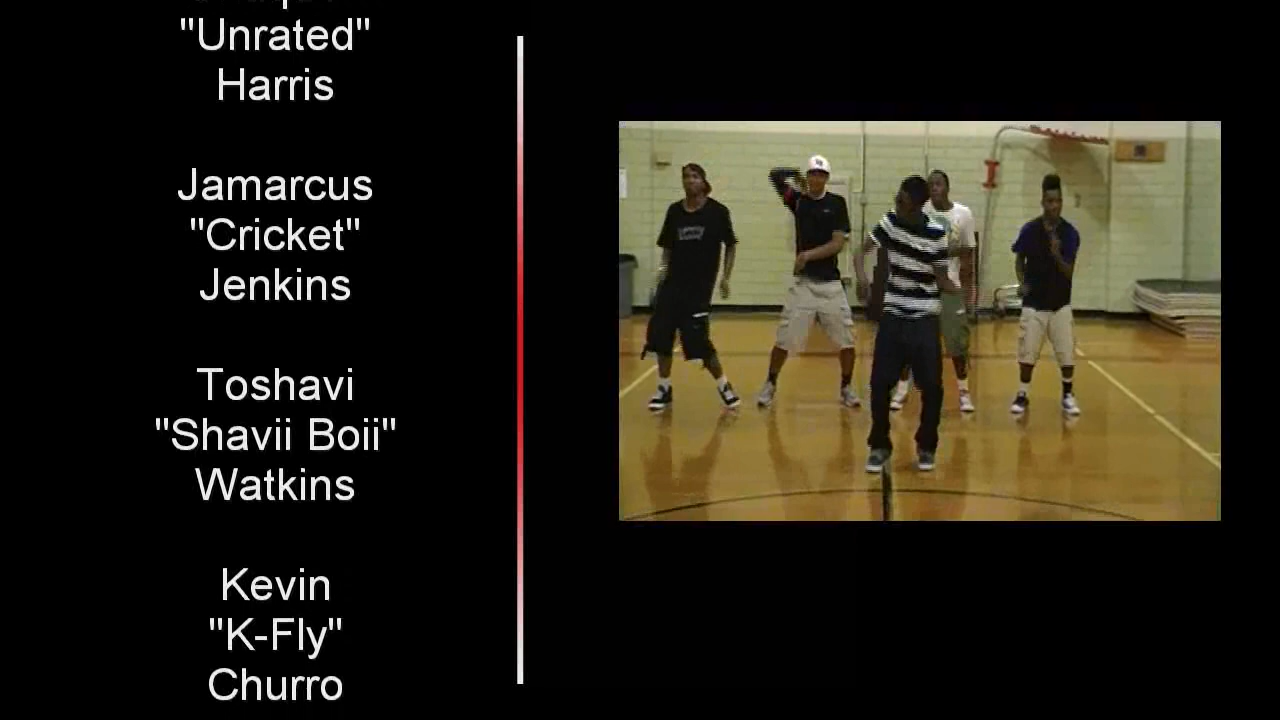 "Unrated"
Harris
Jamarcus
"Cricket"
Jenkins
Toshavi
"Shavii Boii"
Watkins
Kevin
"K-Fly"
Churro